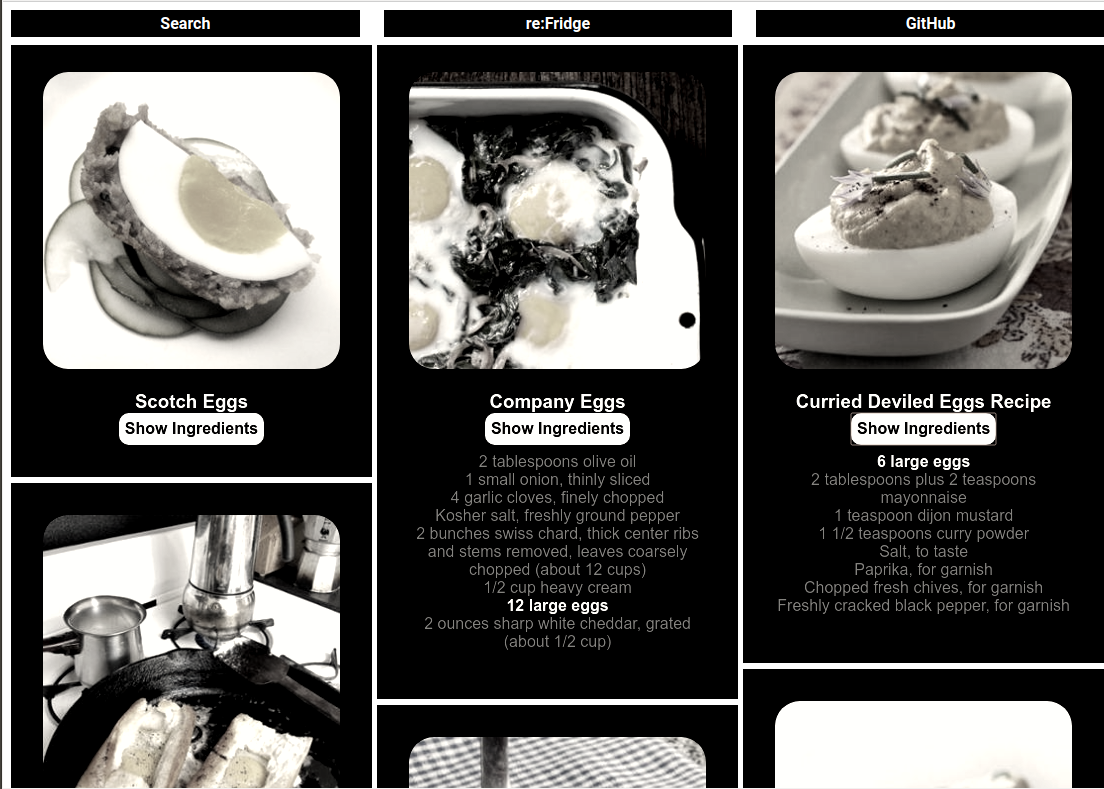 Search
re:Fridge
GitHub
Scotch Eggs
Show Ingredients
Company Eggs
Show Ingredients
2 tablespoons olive oil
1 small onion, thinly sliced
4 garlic cloves, finely chopped
Kosher salt, freshly ground pepper
2 bunches swiss chard, thick center ribs
and stems removed, leaves coarsely
chopped (about 12 cups)
1/2 cup heavy cream
12 large eggs
2 ounces sharp white cheddar, grated
(about 1/2 cup)
Curried Deviled Eggs Recipe
Show Ingredients
6 large eggs
2 tablespoons plus 2 teaspoons
mayonnaise
1 teaspoon dijon mustard
1 1/2 teaspoons curry powder
Salt, to taste
Paprika, for garnish
Chopped fresh chives, for garnish
Freshly cracked black pepper, for garnish